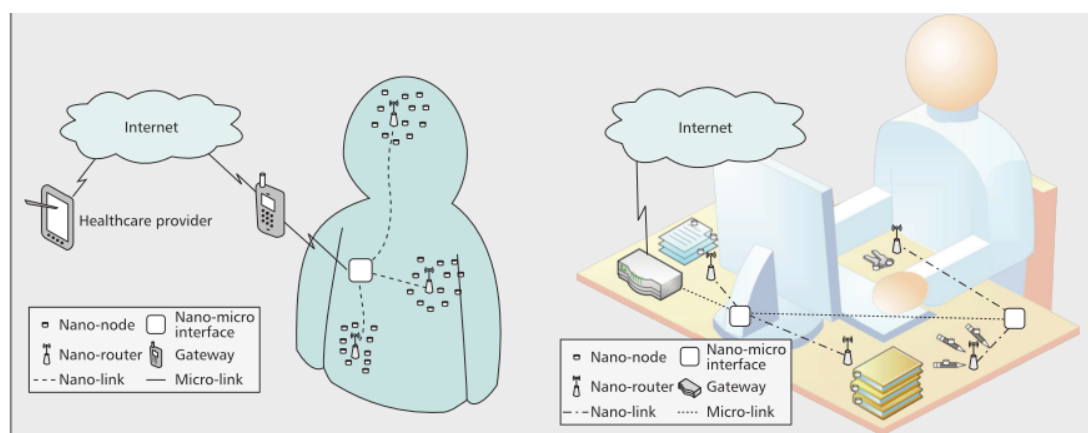 Internet
Healthcare provider
Nano-node
Nano-micro
interface
Nano-router
Gateway
Nano-link
Micro-link
Internet
Nano-node
Nano-micro
interface
Nano-router
Gateway
Nano-link
Micro-link